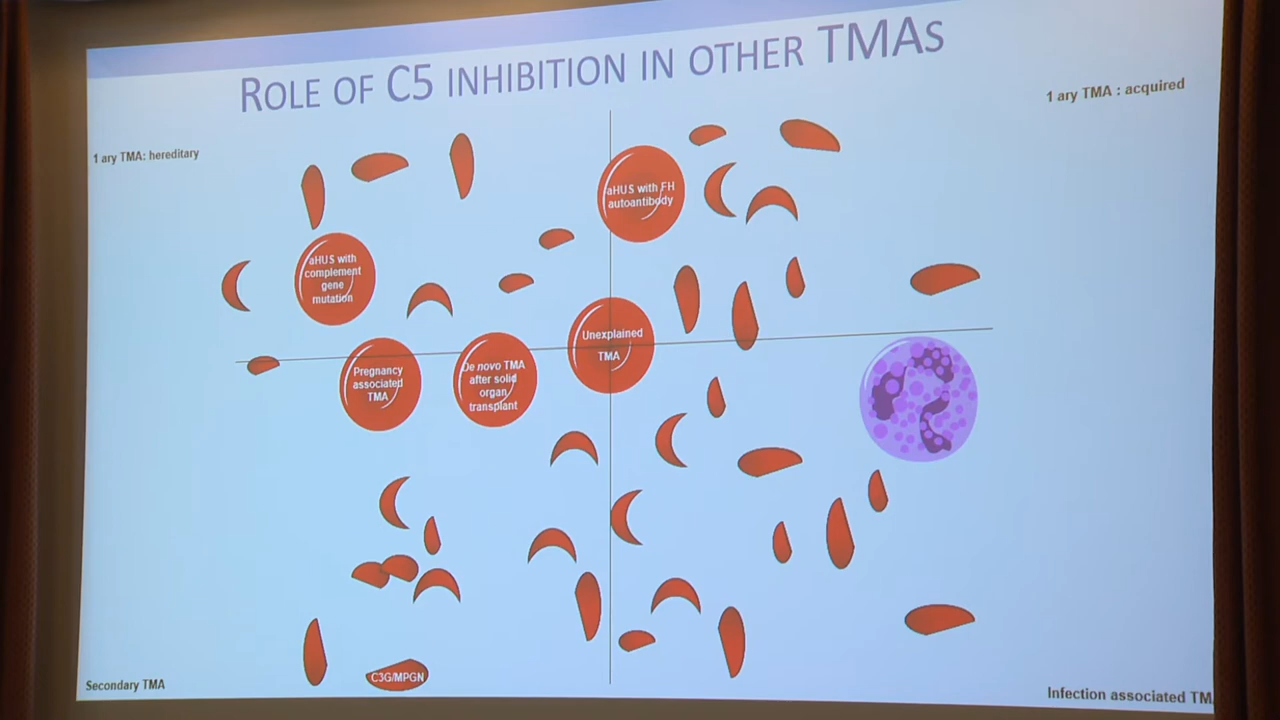 ROLE OF C5 INHIBITION IN OTHER TMAS
1 ary TMA : acquired
1 ary TMA: hereditary
aHUS with FH
autoantibody
aHUS with
complement
gene
mutation
Unexplained
TMA
Pregnancy
associated
TMA
De novo TMA
after solid
organ
transplant
C3G/MPGN
Secondary TMA
Infection associated TM